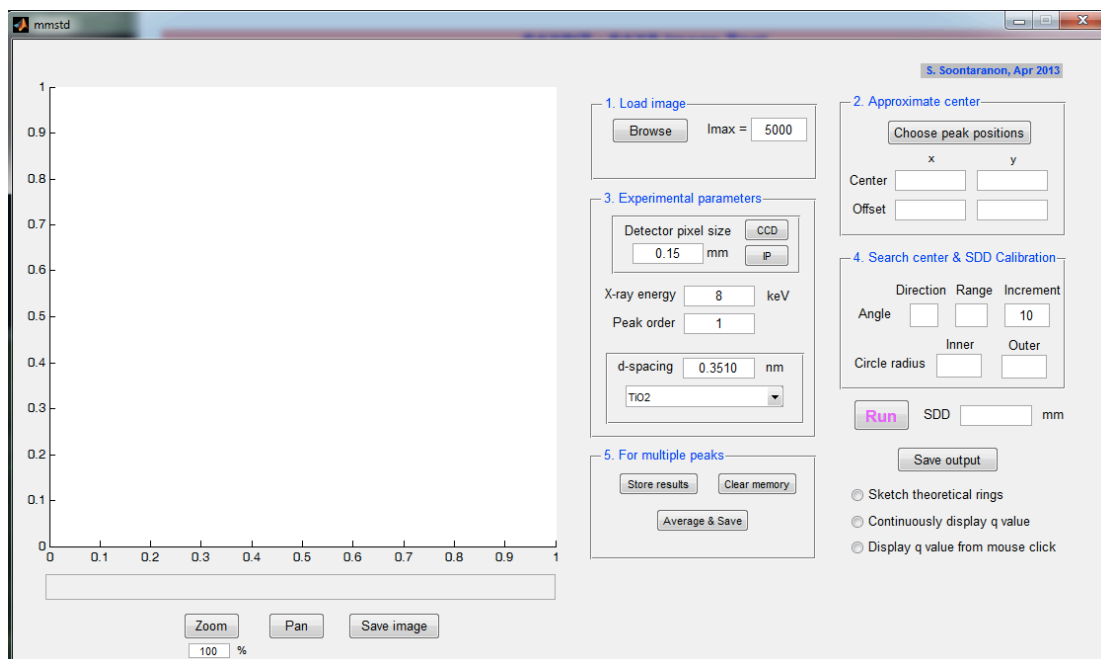 mmstd
S. Soontaranon, Apr 2013
1
0.9
0.8
0.7
0.6
0.5
0.4
0.3
0.2
0.1
0
0 0.1 0.2 0.3 0.4 0.5 0.6 0.7 0.8 0.9 1
Zoom Pan Save image
100 %
1. Load image
Browse Imax = 5000
2. Approximate center
Choose peak positions
x y
Center
Offset
3. Experimental parameters
Detector pixel size CCD
0.15 mm IP
X-ray energy 8 keV
Peak order 1
d-spacing 0.3510 nm
TiO2
4. Search center & SDD Calibration
Direction Range Increment
Angle 10
Inner Outer
Circle radius
Run SDD mm
Save output
Sketch theoretical rings
Continuously display q value
Display q value from mouse click
5. For multiple peaks
Store results Clear memory
Average & Save